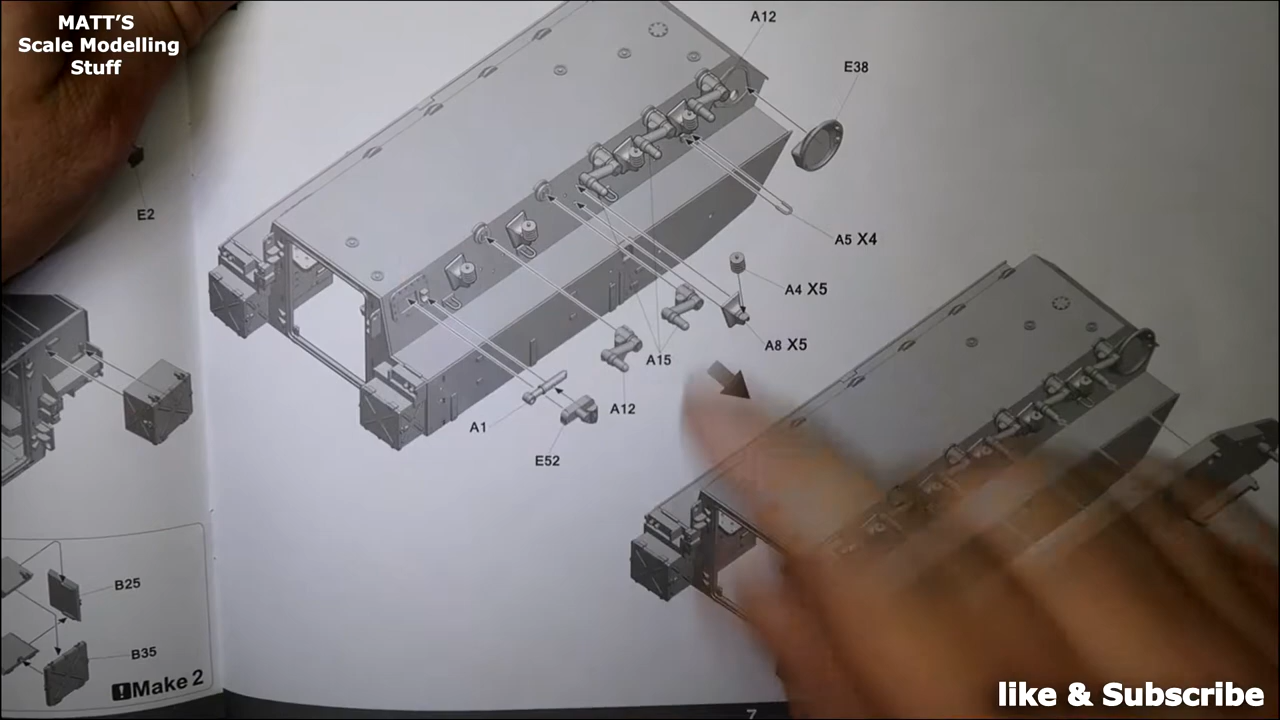 MATT'S
Scale Modelling
Stuff
A12
E38
E2
A5 X4
A4 X5
A8 X5
A15
A12
A1
E52
B25
B35
!Make 2
7
like & Subscribe